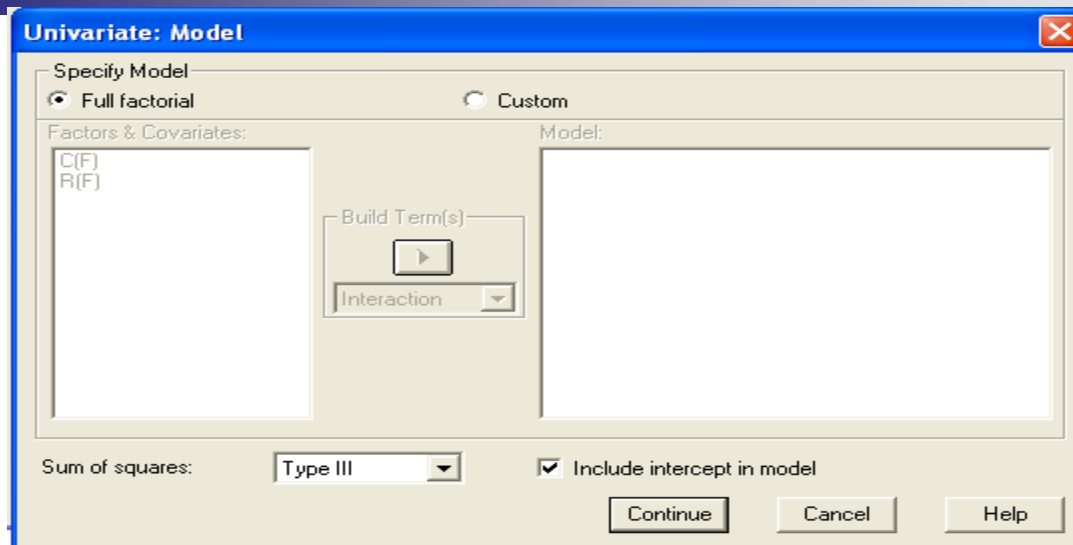 Univariate: Model
Specify Model
Full factorial
Custom
Factors & Covariates:
Model:
C(F)
R(F)
Build Term(s)
Interaction
Sum of squares:
Type III
Include intercept in model
Continue
Cancel
Help